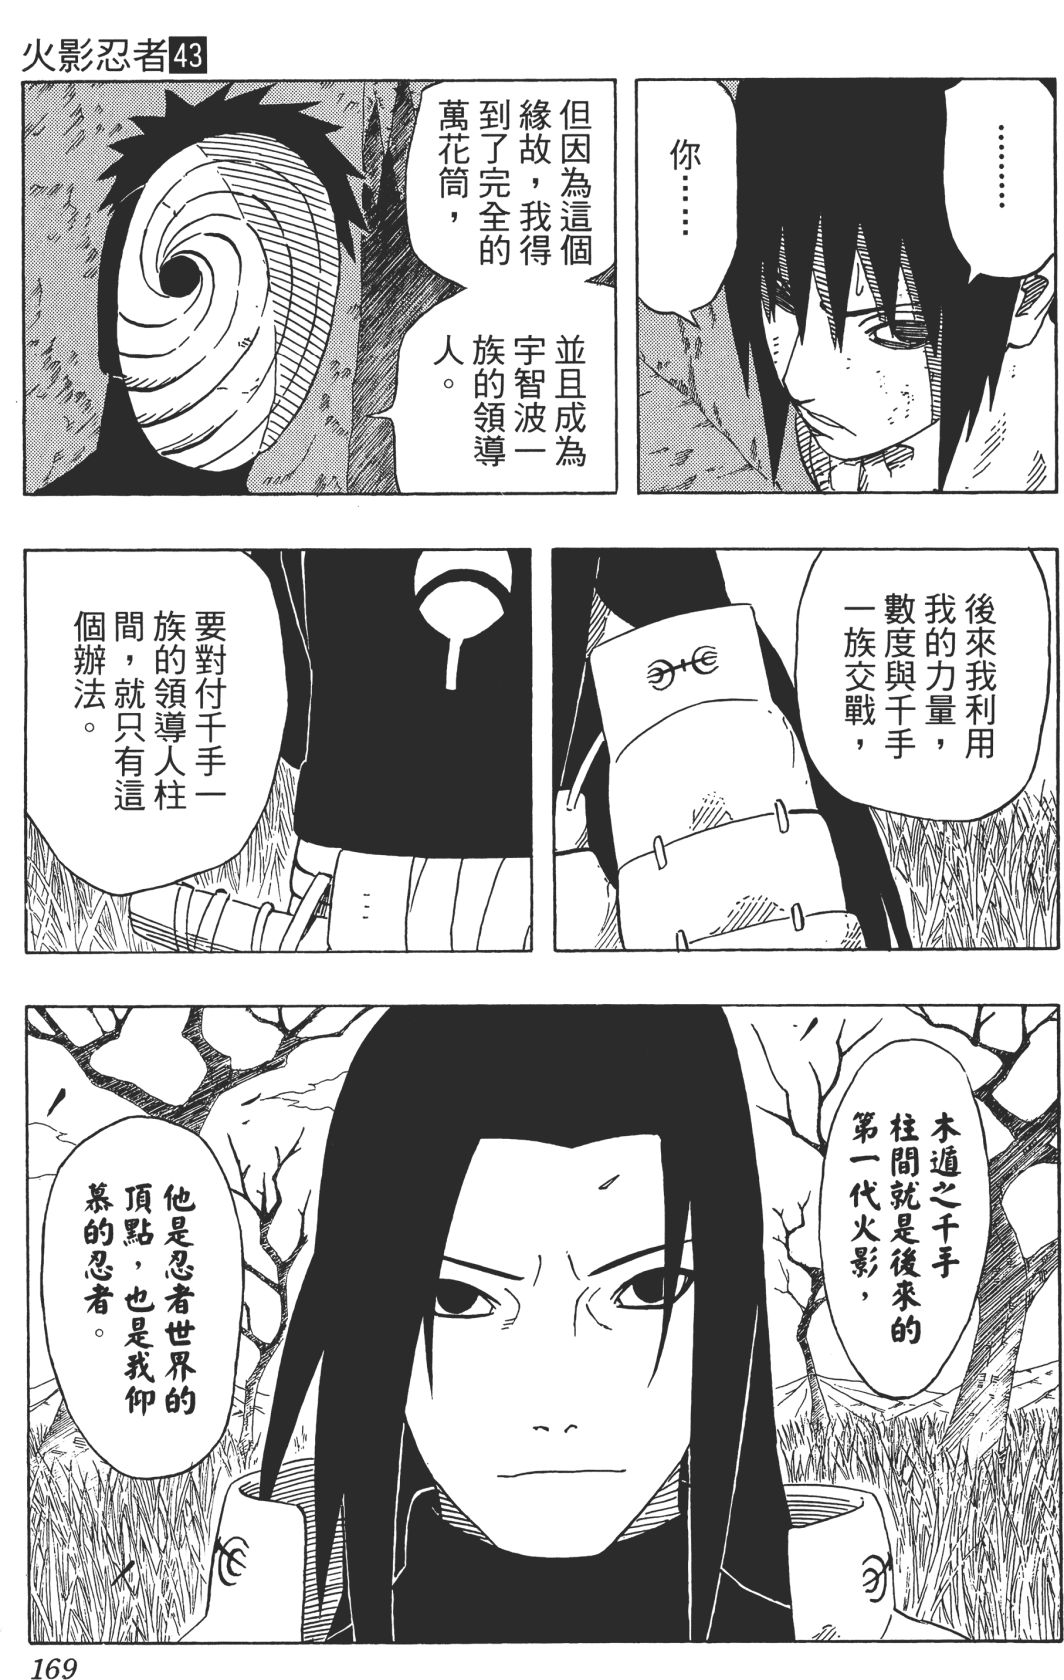 火影忍者43
………
你……
但因為這個
緣故，我得
到了完全的
萬花筒，
並且成為
宇智波一
族的領導
人。
後來我利用
我的力量，
數度與千手
一族交戰，
要對付千手一
族的領導人柱
間，就只有這
個辦法。
木遁之千手
柱間就是後來的
第一代火影，
他是忍者世界的
頂點，也是我仰
慕的忍者。
169